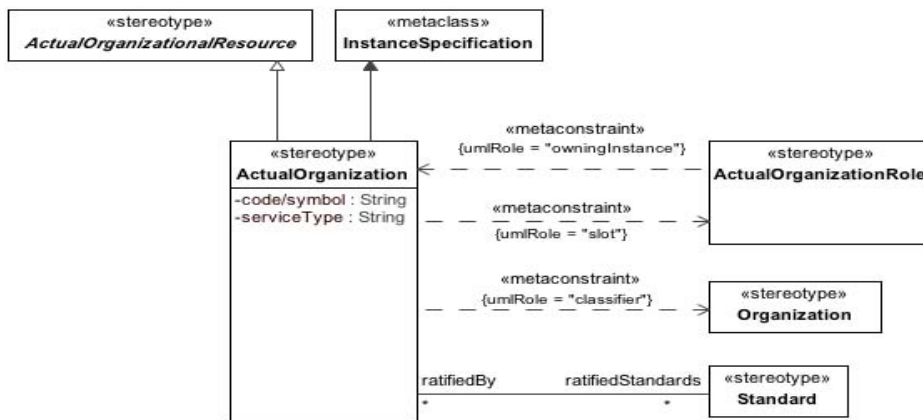 «stereotype»
ActualOrganizationalResource
«metaclass»
InstanceSpecification
«stereotype»
ActualOrganization
-code/symbol : String
-serviceType : String
«metaconstraint»
{umlRole = "owningInstance"}
«stereotype»
ActualOrganizationRole
«metaconstraint»
{umlRole = "slot"}
«metaconstraint»
{umlRole = "classifier"}
«stereotype»
Organization
ratifiedBy
ratifiedStandards
*
*
«stereotype»
Standard